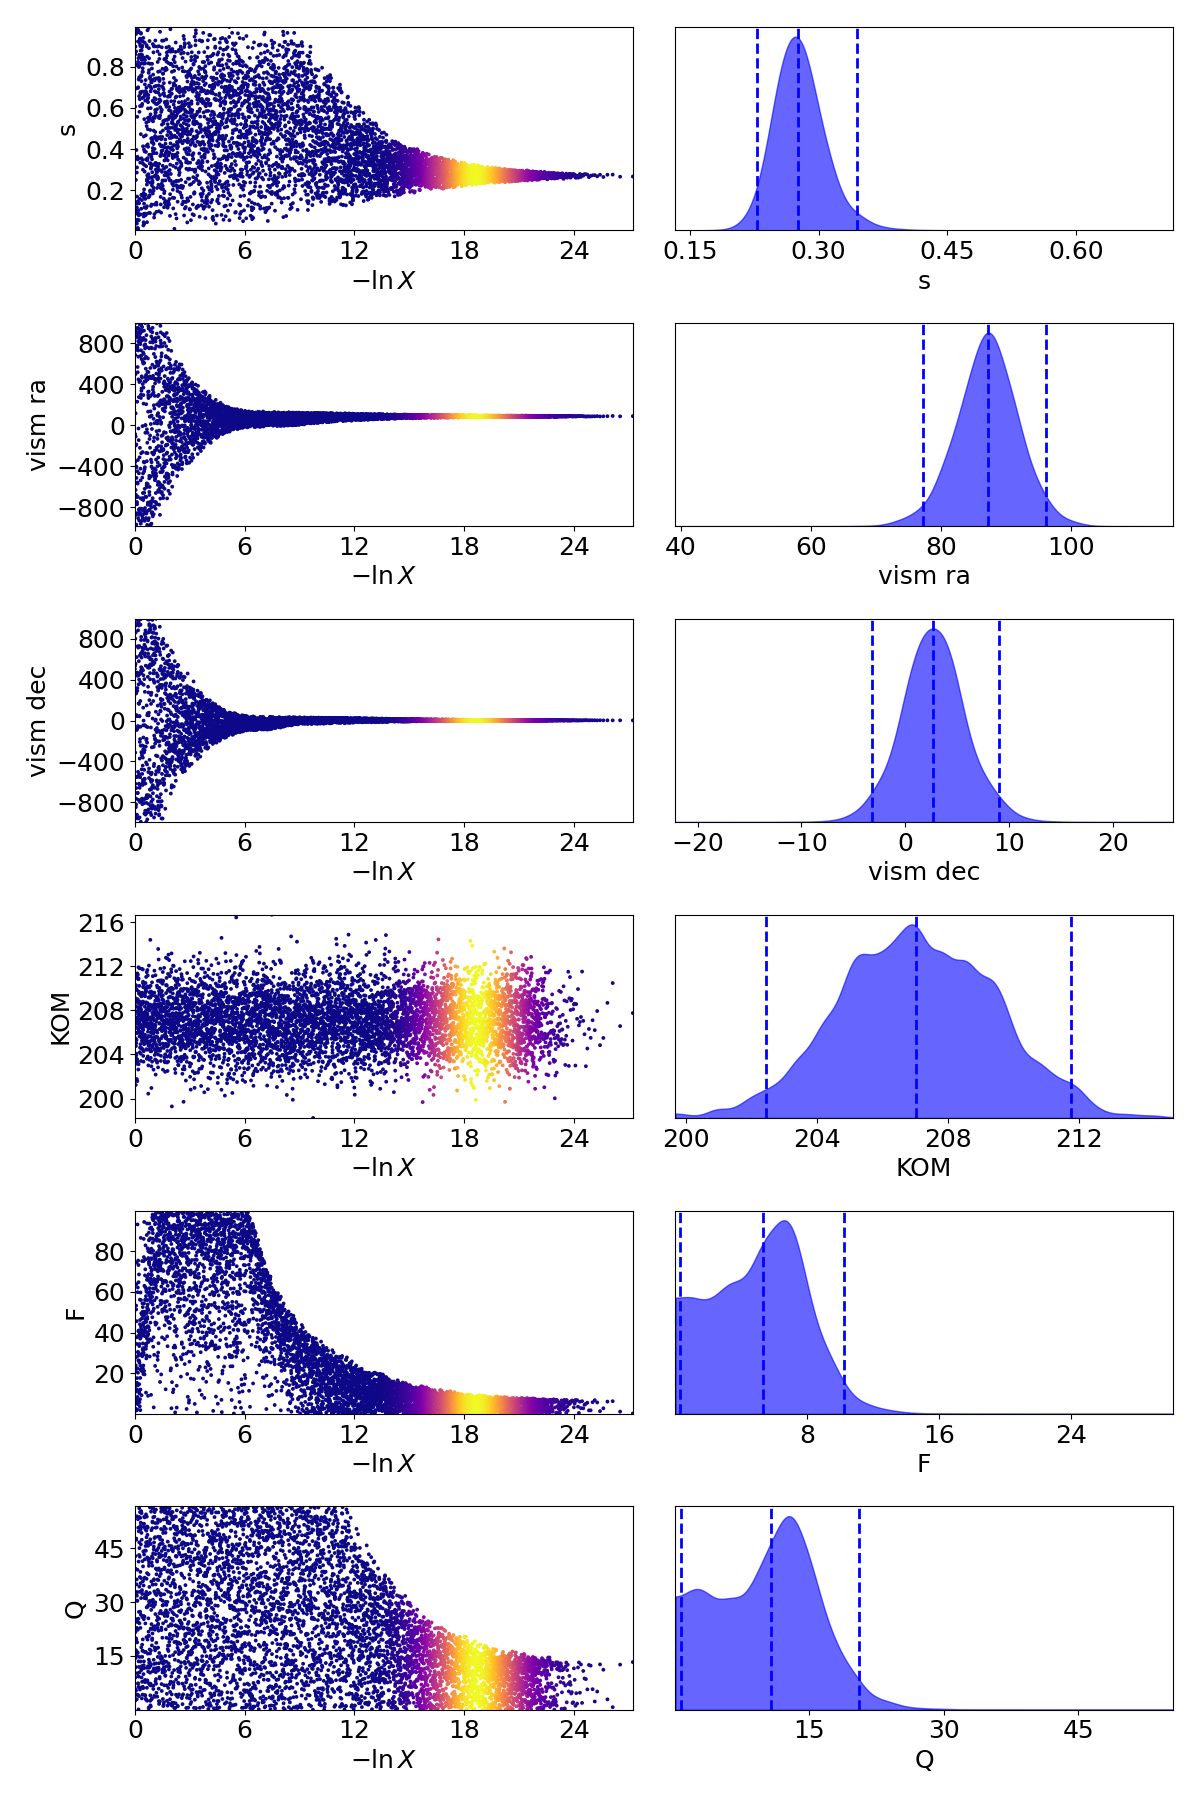 s
0.8
0.6
0.4
0.2
0 6 12 18 24
−ln X
0.15 0.30 0.45 0.60
s
vism ra
800
400
0
−400
−800
0 6 12 18 24
−ln X
40 60 80 100
vism ra
vism dec
800
400
0
−400
−800
0 6 12 18 24
−ln X
−20 −10 0 10 20
vism dec
KOM
216
212
208
204
200
0 6 12 18 24
−ln X
200 204 208 212
KOM
F
80
60
40
20
0 6 12 18 24
−ln X
8 16 24
F
Q
45
30
15
0 6 12 18 24
−ln X
15 30 45
Q